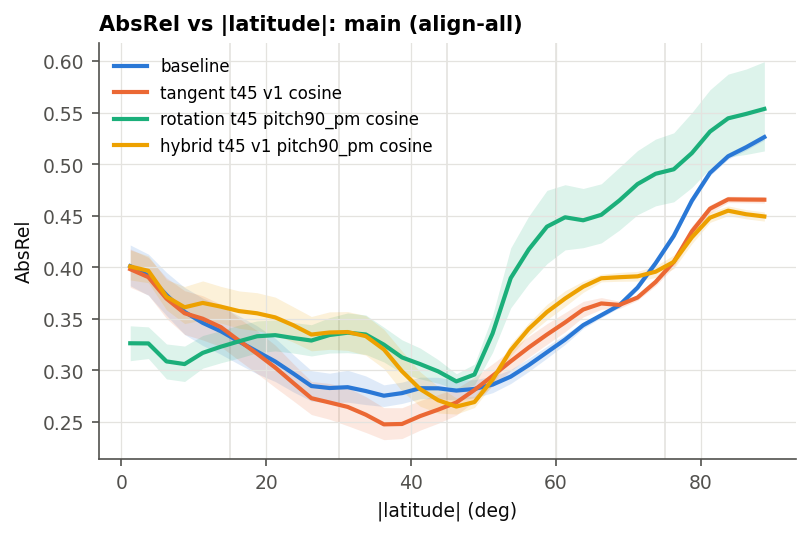 AbsRel vs |latitude|: main (align-all)
baseline
tangent t45 v1 cosine
rotation t45 pitch90_pm cosine
hybrid t45 v1 pitch90_pm cosine
AbsRel
0.60
0.55
0.50
0.45
0.40
0.35
0.30
0.25
0 20 40 60 80
|latitude| (deg)